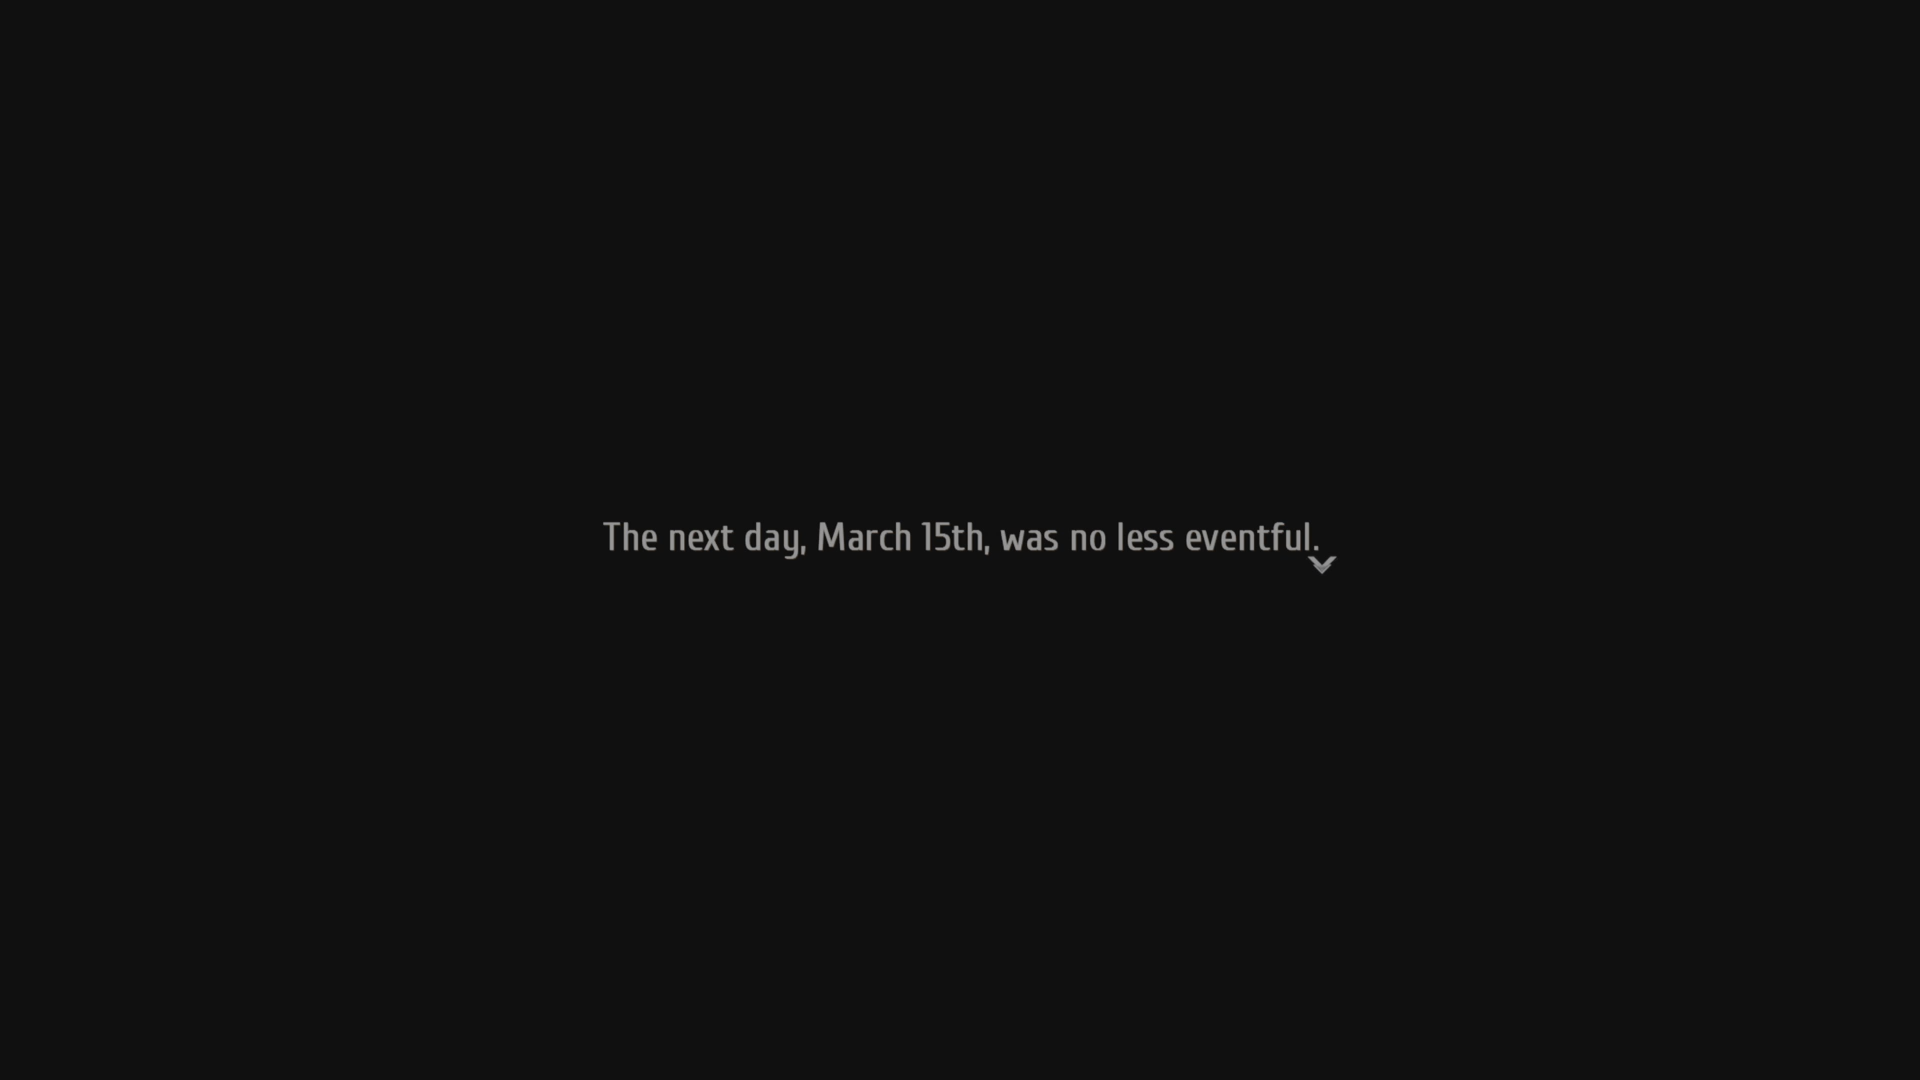 The next day, March 15th, was no less eventful.